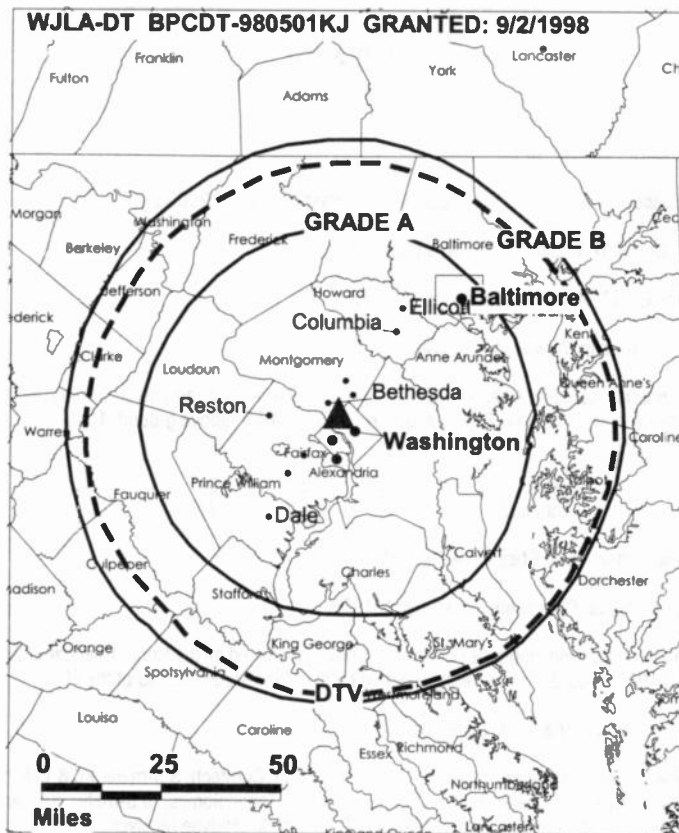 WJLA-DT BPCDT-980501KJ GRANTED: 9/2/1998
Lancaster
Franklin
York
Fulton
Adams
Morgan
Washington
GRADE A
Frederick
Baltimore
GRADE B
Berkeley
Jefferson
Howard
Baltimore
Ellicott
Columbia
Kent
Clarke
Loudoun
Montgomery
Anne Arundel
Queen Anne's
Bethesda
Reston
Warren
Washington
Caroline
Fairfax
Alexandria
Prince William
Fauquier
Talbot
Dale
Calvert
Culpeper
Charles
Dorchester
Stafford
King George
St. Mary's
Orange
Spotsylvania
DTV
Louisa
Caroline
Essex
Richmond
0 25 50
Northumberland
Miles
Lancaster